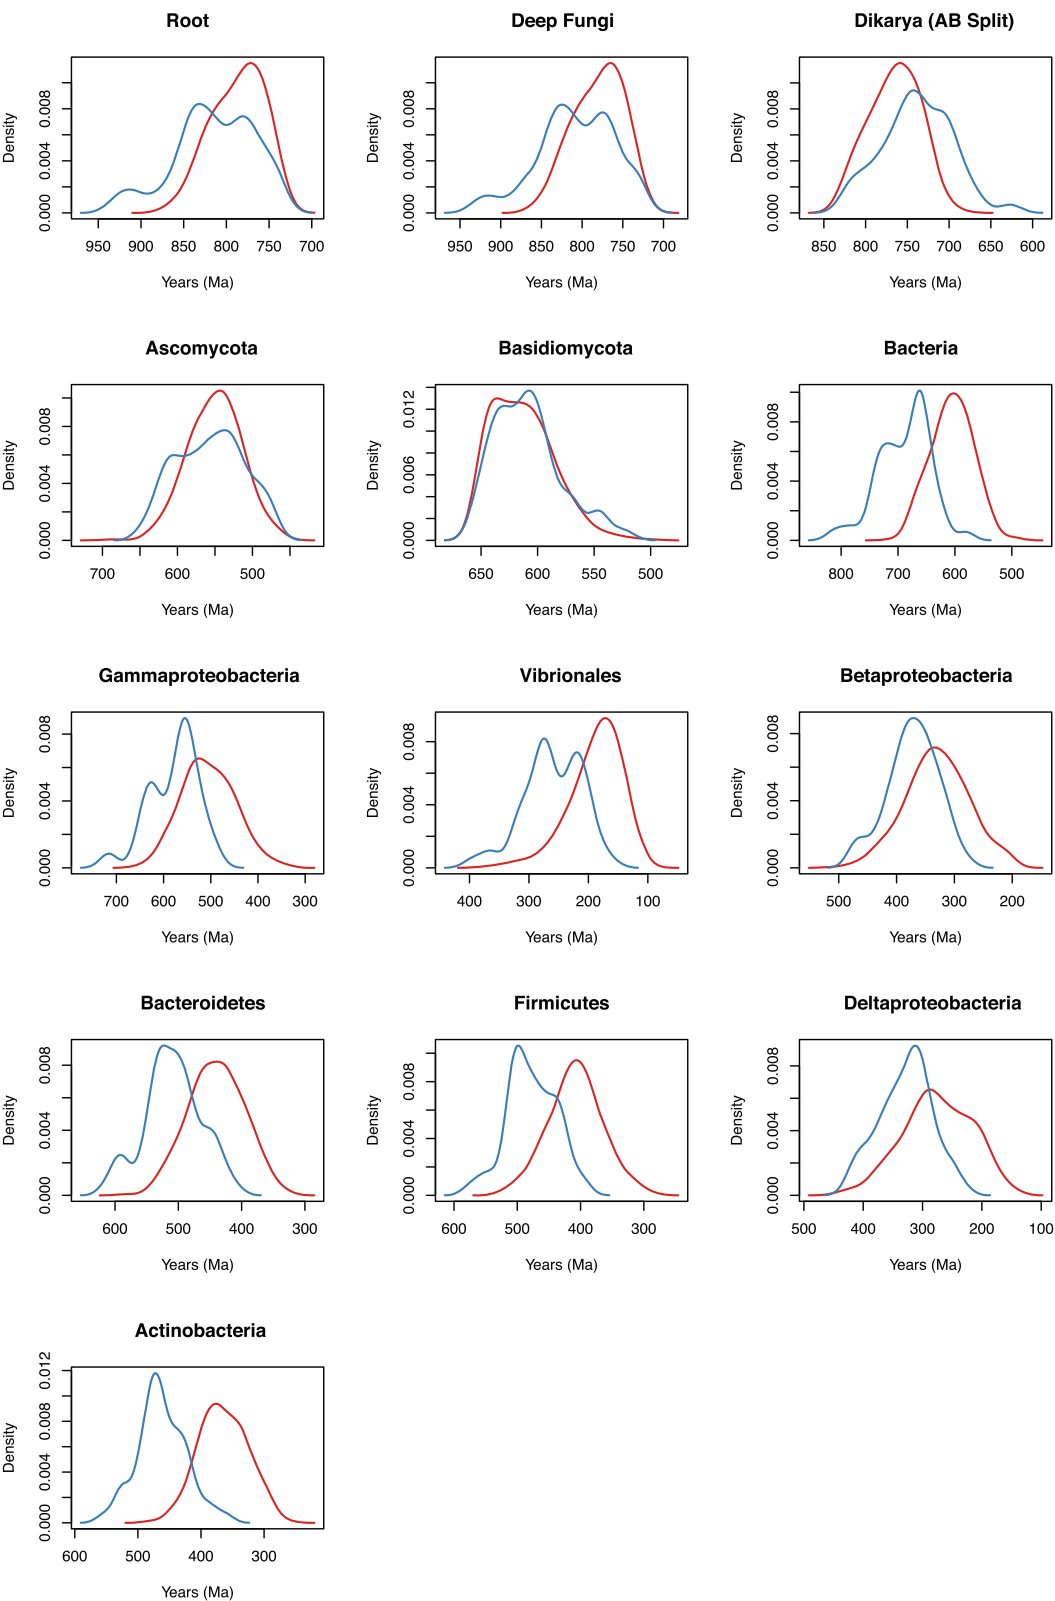 Root
Density
0.000 0.004 0.008
950 900 850 800 750 700
Years (Ma)
Deep Fungi
Density
0.000 0.004 0.008
950 900 850 800 750 700
Years (Ma)
Dikarya (AB Split)
Density
0.000 0.004 0.008
850 800 750 700 650 600
Years (Ma)
Ascomycota
Density
0.000 0.004 0.008
700 600 500
Years (Ma)
Basidiomycota
Density
0.000 0.006 0.012
650 600 550 500
Years (Ma)
Bacteria
Density
0.000 0.004 0.008
800 700 600 500
Years (Ma)
Gammaproteobacteria
Density
0.000 0.004 0.008
700 600 500 400 300
Years (Ma)
Vibrionales
Density
0.000 0.004 0.008
400 300 200 100
Years (Ma)
Betaproteobacteria
Density
0.000 0.004 0.008
500 400 300 200
Years (Ma)
Bacteroidetes
Density
0.000 0.004 0.008
600 500 400 300
Years (Ma)
Firmicutes
Density
0.000 0.004 0.008
600 500 400 300
Years (Ma)
Deltaproteobacteria
Density
0.000 0.004 0.008
500 400 300 200 100
Years (Ma)
Actinobacteria
Density
0.000 0.004 0.008 0.012
600 500 400 300
Years (Ma)